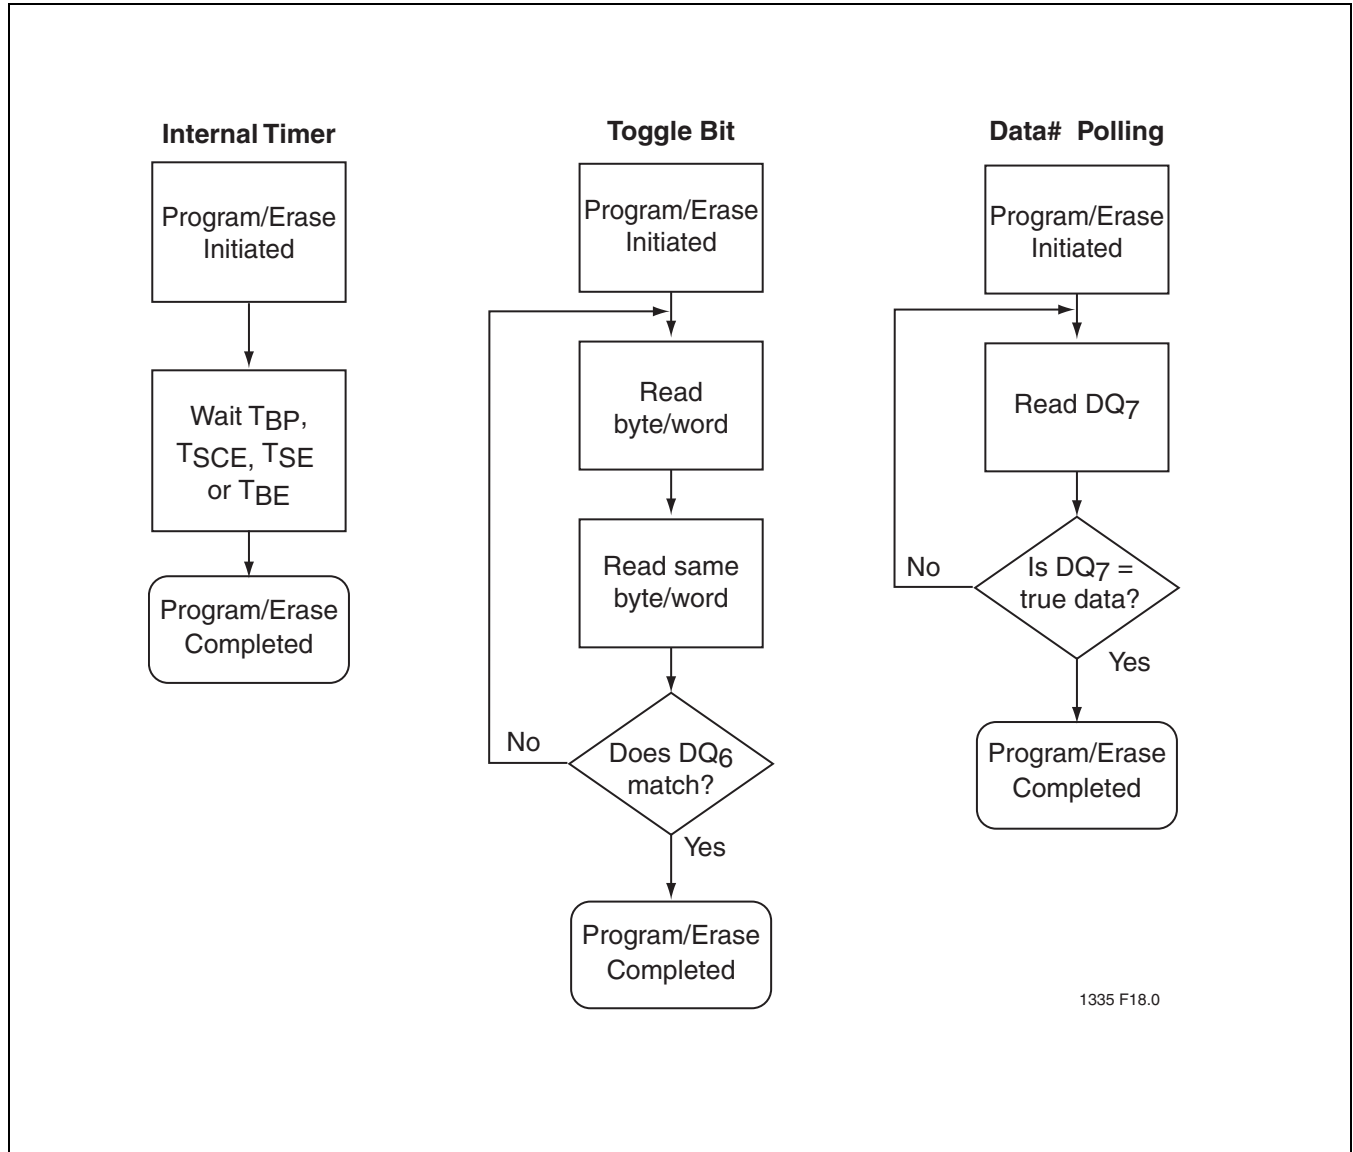 Internal Timer
Program/Erase
Initiated
Wait TBP,
TSCE, TSE
or TBE
Program/Erase
Completed
Toggle Bit
Program/Erase
Initiated
Read
byte/word
Read same
byte/word
Does DQ6
match?
No
Yes
Program/Erase
Completed
Data# Polling
Program/Erase
Initiated
Read DQ7
Is DQ7 =
true data?
No
Yes
Program/Erase
Completed
1335 F18.0